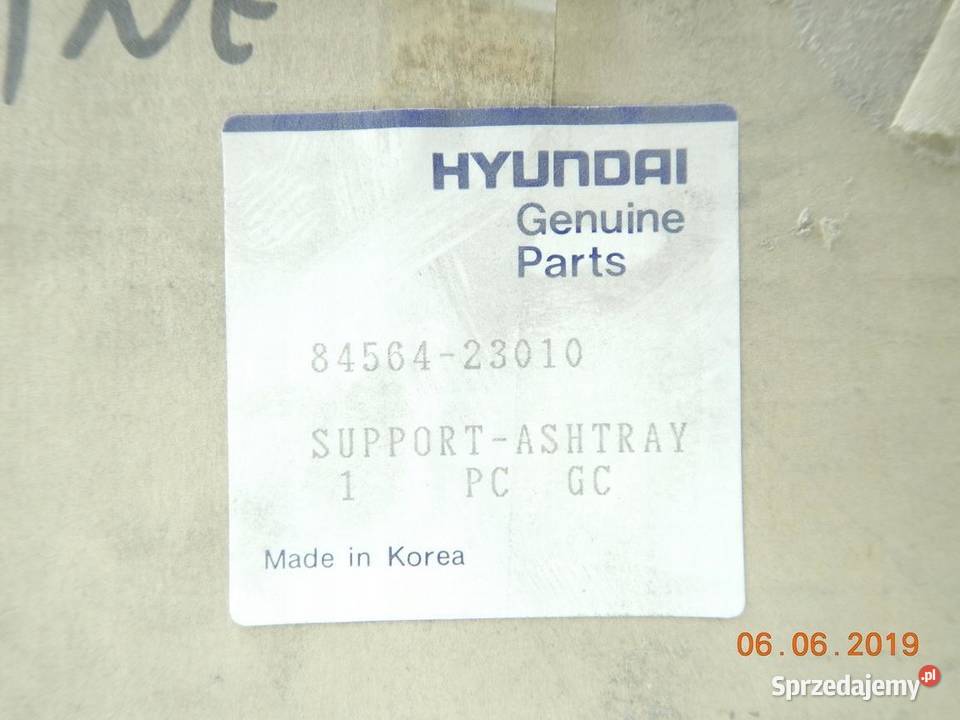 HYUNDAI
Genuine
Parts
84564-23010
SUPPORT-ASHTRAY
1 PC GC
Made in Korea
06.06.2019
Sprzedajemy.pl